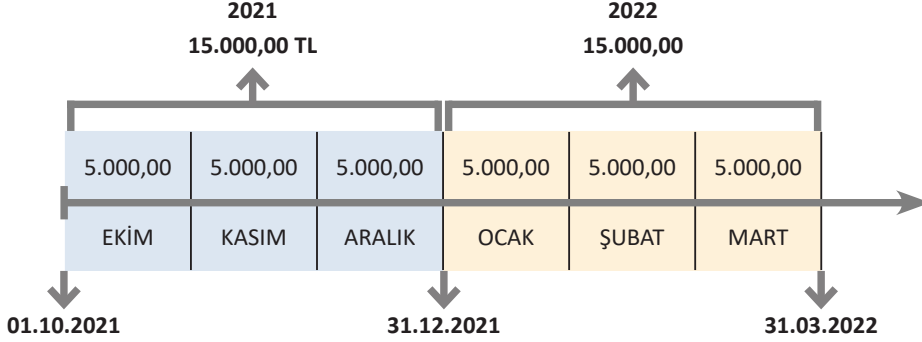 2021 2022
15.000,00 TL 15.000,00
5.000,00 5.000,00 5.000,00 5.000,00 5.000,00 5.000,00
EKİM KASIM ARALIK OCAK ŞUBAT MART
01.10.2021 31.12.2021 31.03.2022